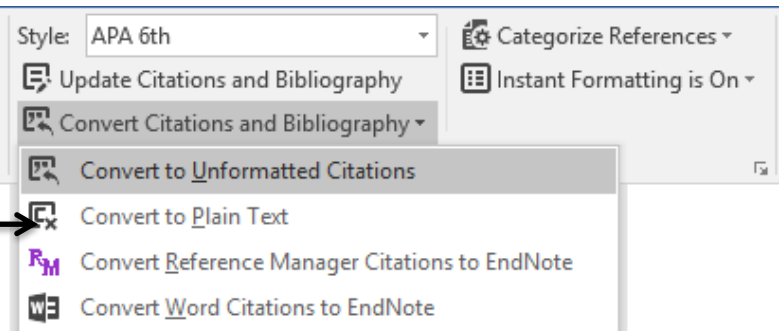 Style: APA 6th
Categorize References
Update Citations and Bibliography
Instant Formatting is On
Convert Citations and Bibliography
Convert to Unformatted Citations
Convert to Plain Text
RM Convert Reference Manager Citations to EndNote
Convert Word Citations to EndNote